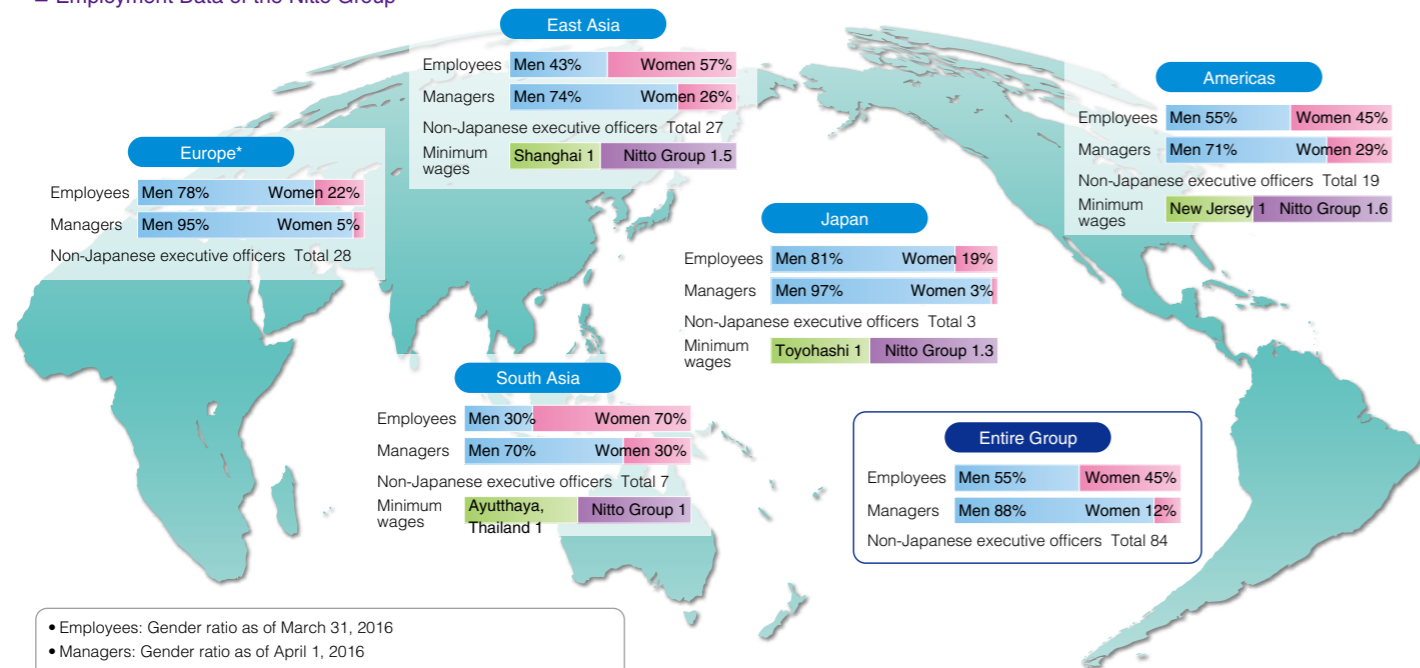 Employment Data of the Nitto Group
East Asia
Employees Men 43% Women 57%
Managers Men 74% Women 26%
Non-Japanese executive officers Total 27
Minimum wages Shanghai 1 Nitto Group 1.5
Americas
Employees Men 55% Women 45%
Managers Men 71% Women 29%
Non-Japanese executive officers Total 19
Minimum wages New Jersey 1 Nitto Group 1.6
Europe*
Employees Men 78% Women 22%
Managers Men 95% Women 5%
Non-Japanese executive officers Total 28
Japan
Employees Men 81% Women 19%
Managers Men 97% Women 3%
Non-Japanese executive officers Total 3
Minimum wages Toyohashi 1 Nitto Group 1.3
South Asia
Employees Men 30% Women 70%
Managers Men 70% Women 30%
Non-Japanese executive officers Total 7
Minimum wages Ayutthaya, Thailand 1 Nitto Group 1
Entire Group
Employees Men 55% Women 45%
Managers Men 88% Women 12%
Non-Japanese executive officers Total 84
• Employees: Gender ratio as of March 31, 2016
• Managers: Gender ratio as of April 1, 2016